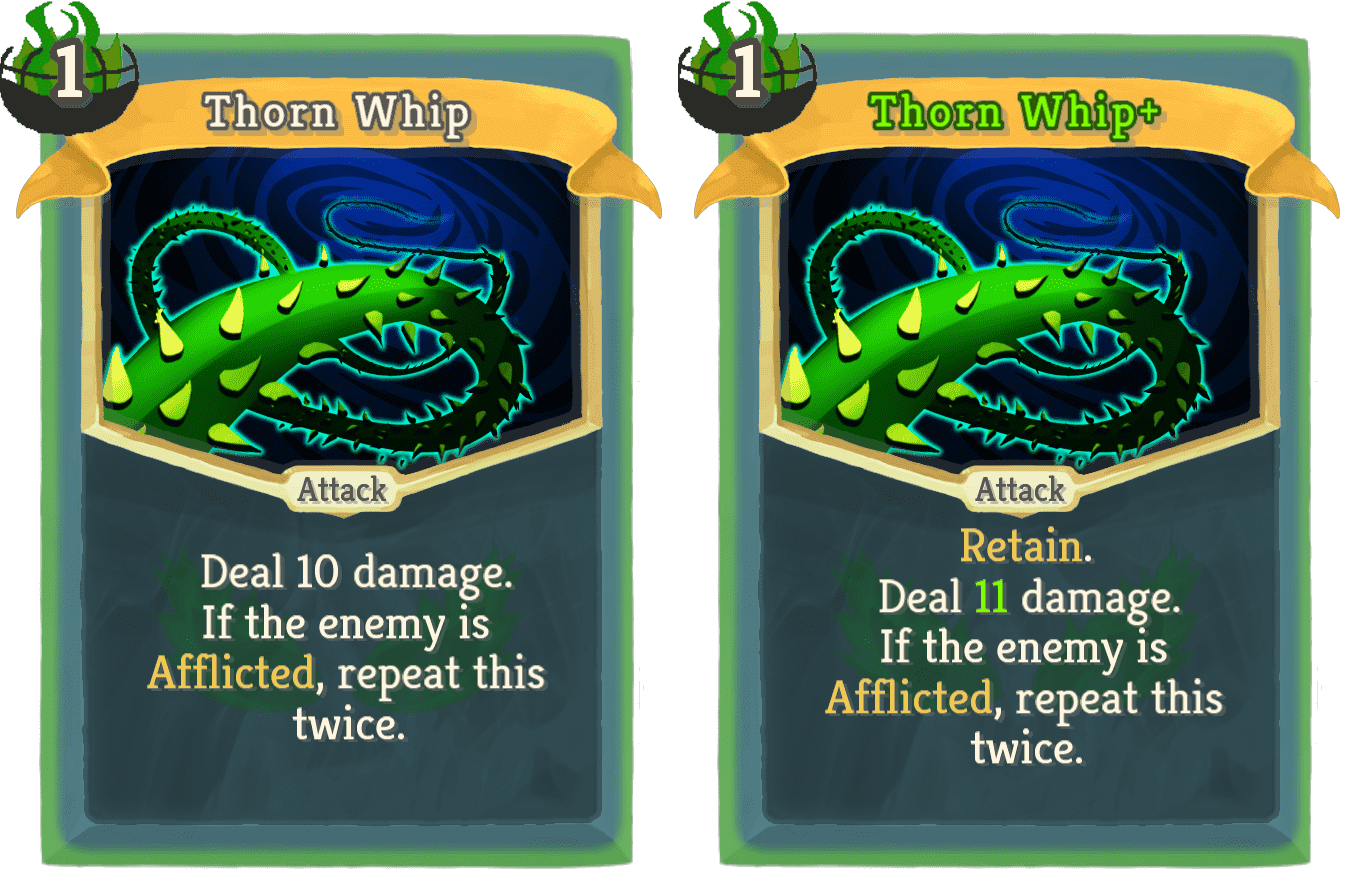 1
Thorn Whip
Attack
Deal 10 damage.
If the enemy is
Afflicted, repeat this
twice.
1
Thorn Whip+
Attack
Retain.
Deal 11 damage.
If the enemy is
Afflicted, repeat this
twice.